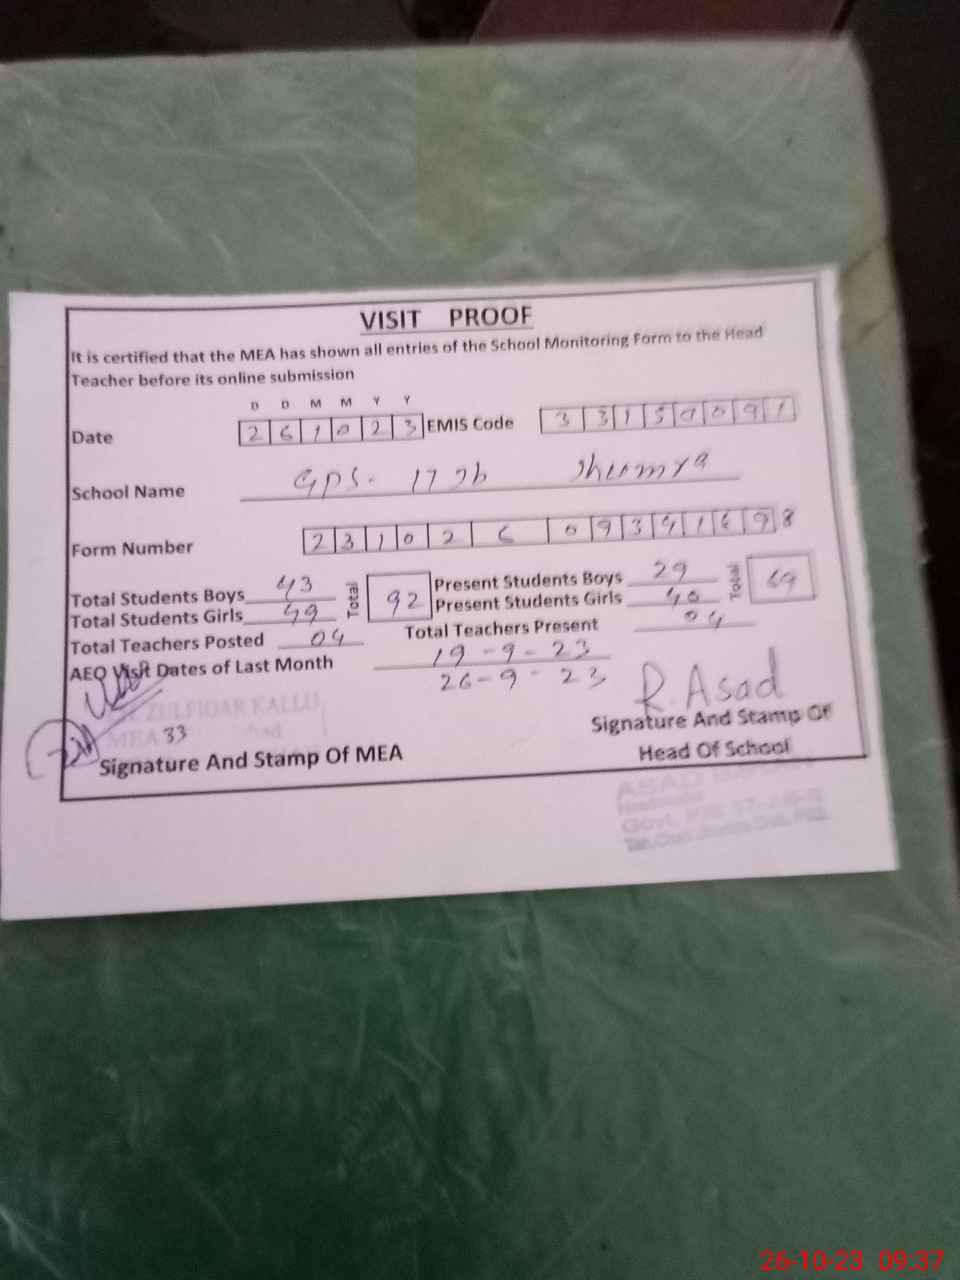 VISIT PROOF
It is certified that the MEA has shown all entries of the School Monitoring Form to the Head
Teacher before its online submission
D D M M Y Y
Date 2 6 1 0 2 3 EMIS Code 3 3 1 5 0 0 9 1
School Name GPS. 17 Jb Jhumra
Form Number 2 3 1 0 2 6 0 9 3 4 1 6 9 8
Total Students Boys 43 Total 92 Present Students Boys 29 Total 69
Total Students Girls 49 Present Students Girls 40
Total Teachers Posted 04 Total Teachers Present 04
AEO Visit Dates of Last Month 19-9-23
26-9-23
R.Asad
ZULFIQAR KALLU
MEA 33
Signature And Stamp Of MEA
Signature And Stamp Of
Head Of School
ASAD
Govt.
26-10-23 09:37